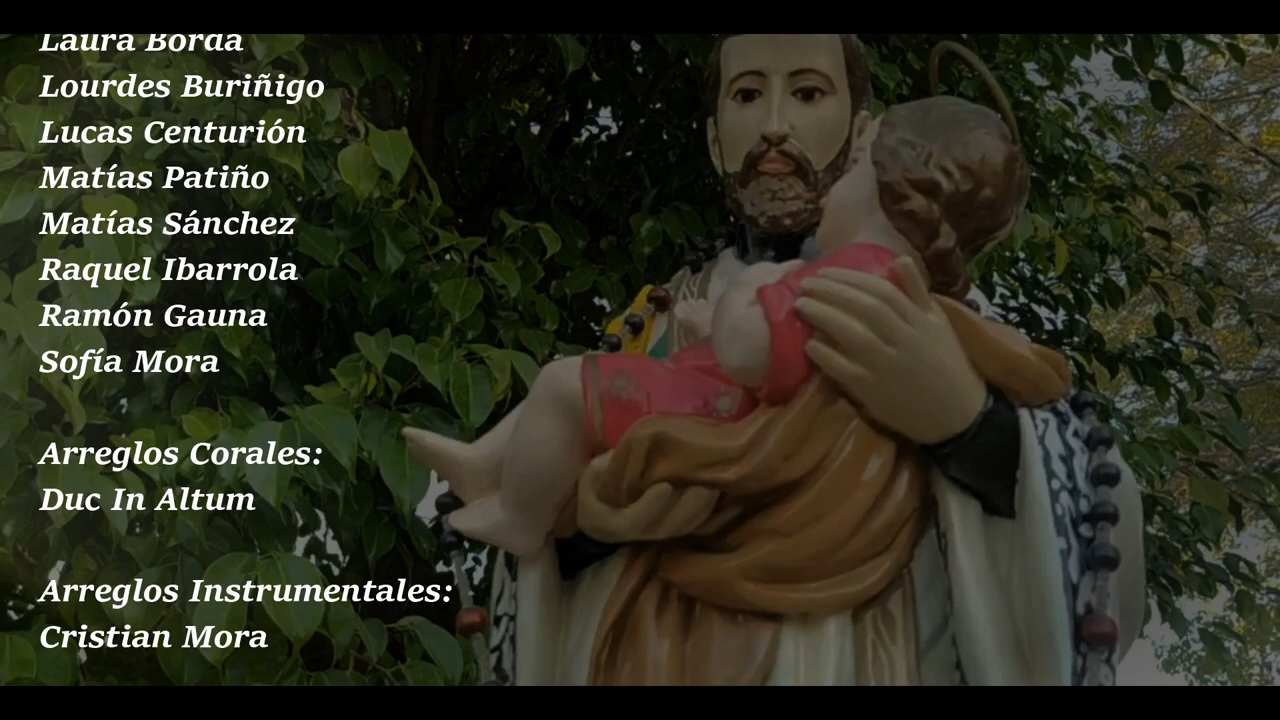 Laura Borda
Lourdes Buriñigo
Lucas Centurión
Matías Patiño
Matías Sánchez
Raquel Ibarrola
Ramón Gauna
Sofía Mora
Arreglos Corales:
Duc In Altum
Arreglos Instrumentales:
Cristian Mora